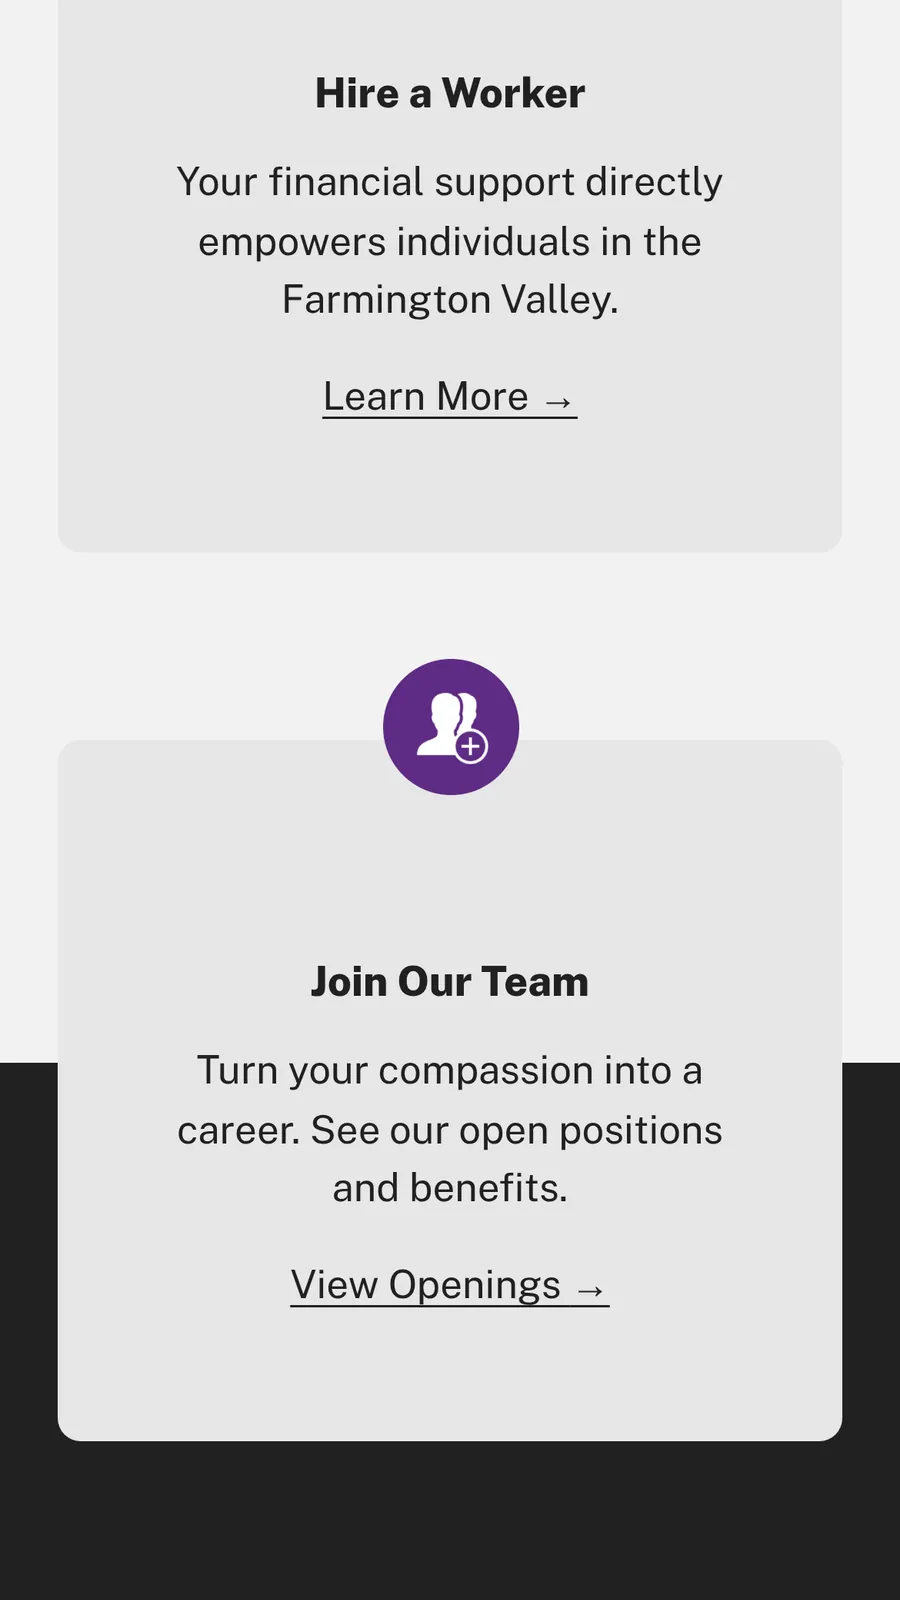 Hire a Worker
Your financial support directly
empowers individuals in the
Farmington Valley.
Learn More →
Join Our Team
Turn your compassion into a
career. See our open positions
and benefits.
View Openings →